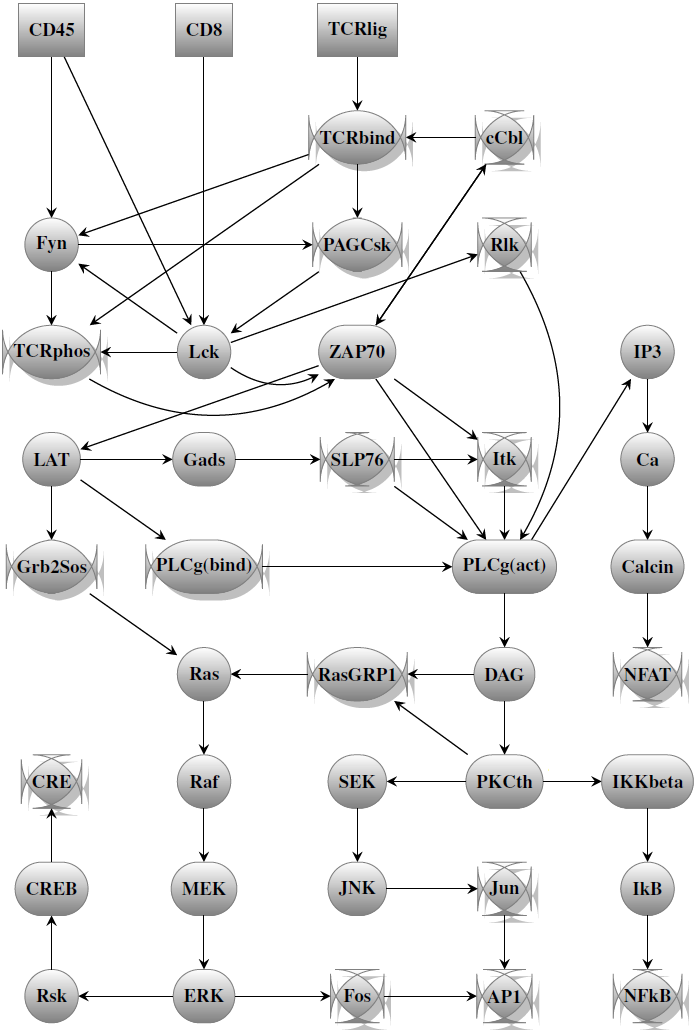 CD45 CD8 TCRlig
TCRbind cCbl
Fyn PAGCsk Rlk
TCRphos Lck ZAP70 IP3
LAT Gads SLP76 Itk Ca
Grb2Sos PLCg(bind) PLCg(act) Calcin
Ras RasGRP1 DAG NFAT
CRE Raf SEK PKCth IKKbeta
CREB MEK JNK Jun IkB
Rsk ERK Fos AP1 NFkB